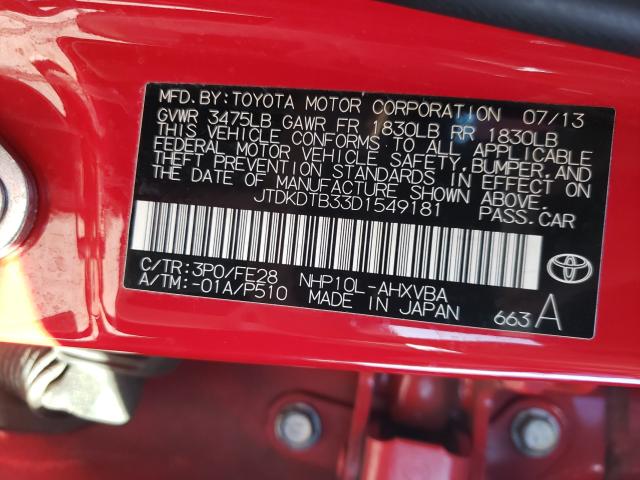 MFD.BY:TOYOTA MOTOR CORPORATION 07/13
GVWR 3475LB GAWR FR 1830LB RR 1830LB
THIS VEHICLE CONFORMS TO ALL APPLICABLE
FEDERAL MOTOR VEHICLE SAFETY, BUMPER, AND
THEFT PREVENTION STANDARDS IN EFFECT ON
THE DATE OF MANUFACTURE SHOWN ABOVE.
JTDKDTB33D1549181 PASS.CAR
C/TR:3P0/FE28 NHP10L-AHXVBA
A/TM:-01A/P510 MADE IN JAPAN
663 A